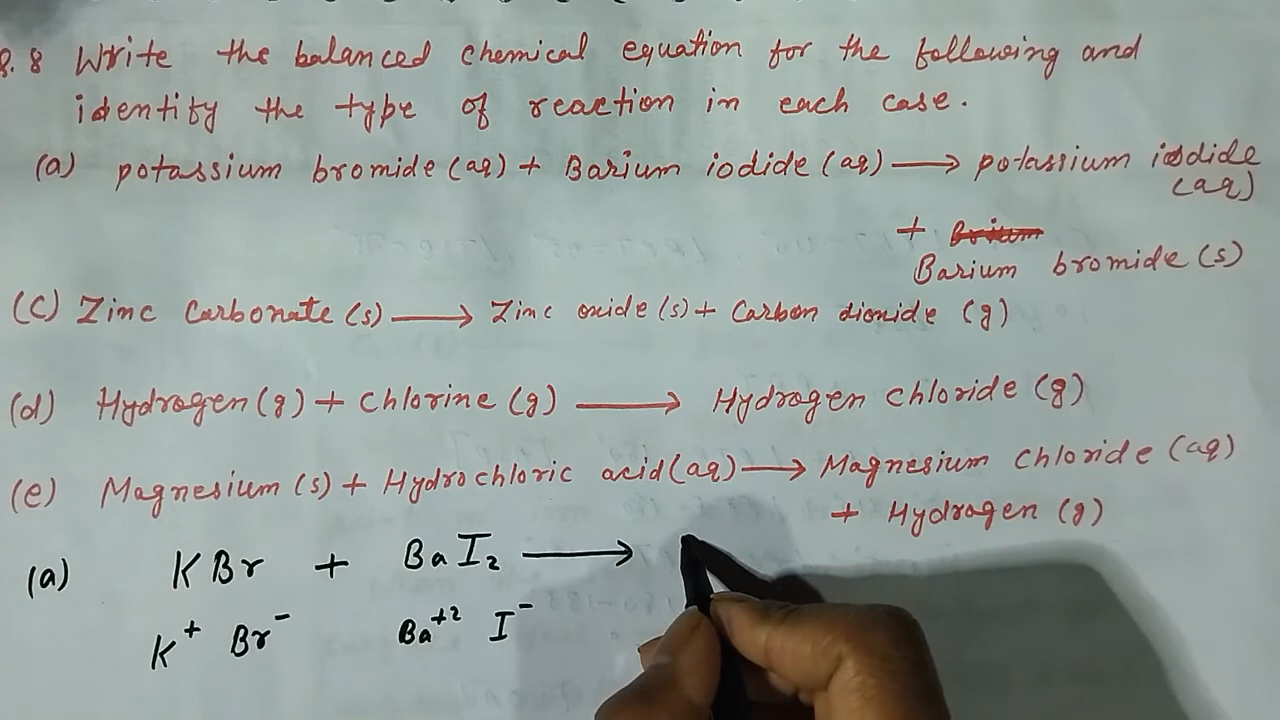 Q.8 Write the balanced chemical equation for the following and
identify the type of reaction in each case.
(a) potassium bromide (aq) + Barium iodide (aq) ⟶ potassium iodide
(aq)
+ Barium bromide (s)
(C) Zinc Carbonate (s) ⟶ Zinc oxide (s) + Carbon dioxide (g)
(d) Hydrogen (g) + Chlorine (g) ⟶ Hydrogen chloride (g)
(e) Magnesium (s) + Hydrochloric acid (aq) ⟶ Magnesium chloride (aq)
+ Hydrogen (g)
(a) KBr + BaI₂ ⟶
K⁺ Br⁻ Ba⁺² I⁻